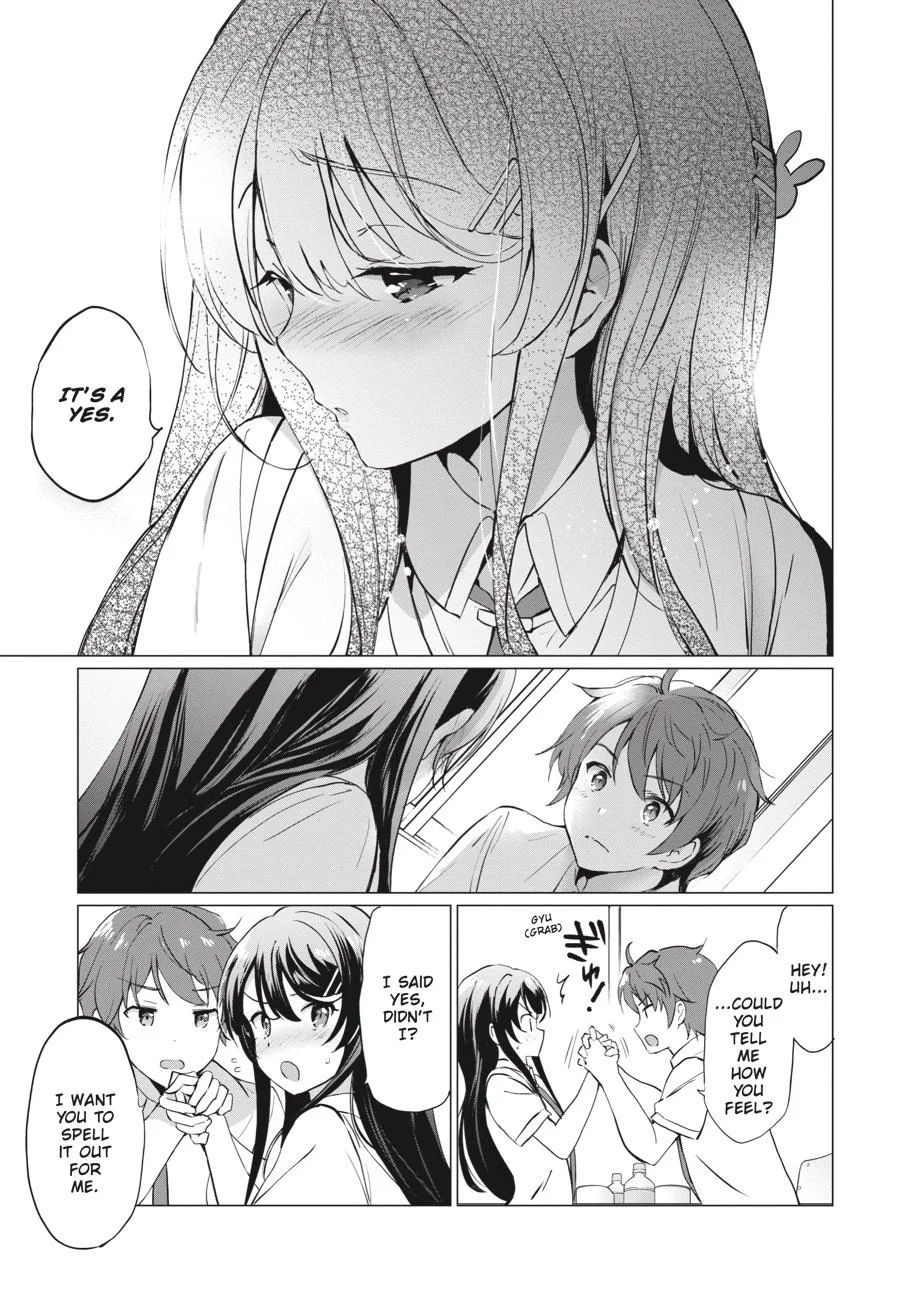 IT'S A
YES.
HEY!
UH...
...COULD
YOU
TELL
ME
HOW
YOU
FEEL?
ぎゅ!
GYU
(GRAB)
I SAID
YES,
DIDN'T
I?
I WANT
YOU TO
SPELL
IT OUT
FOR
ME.